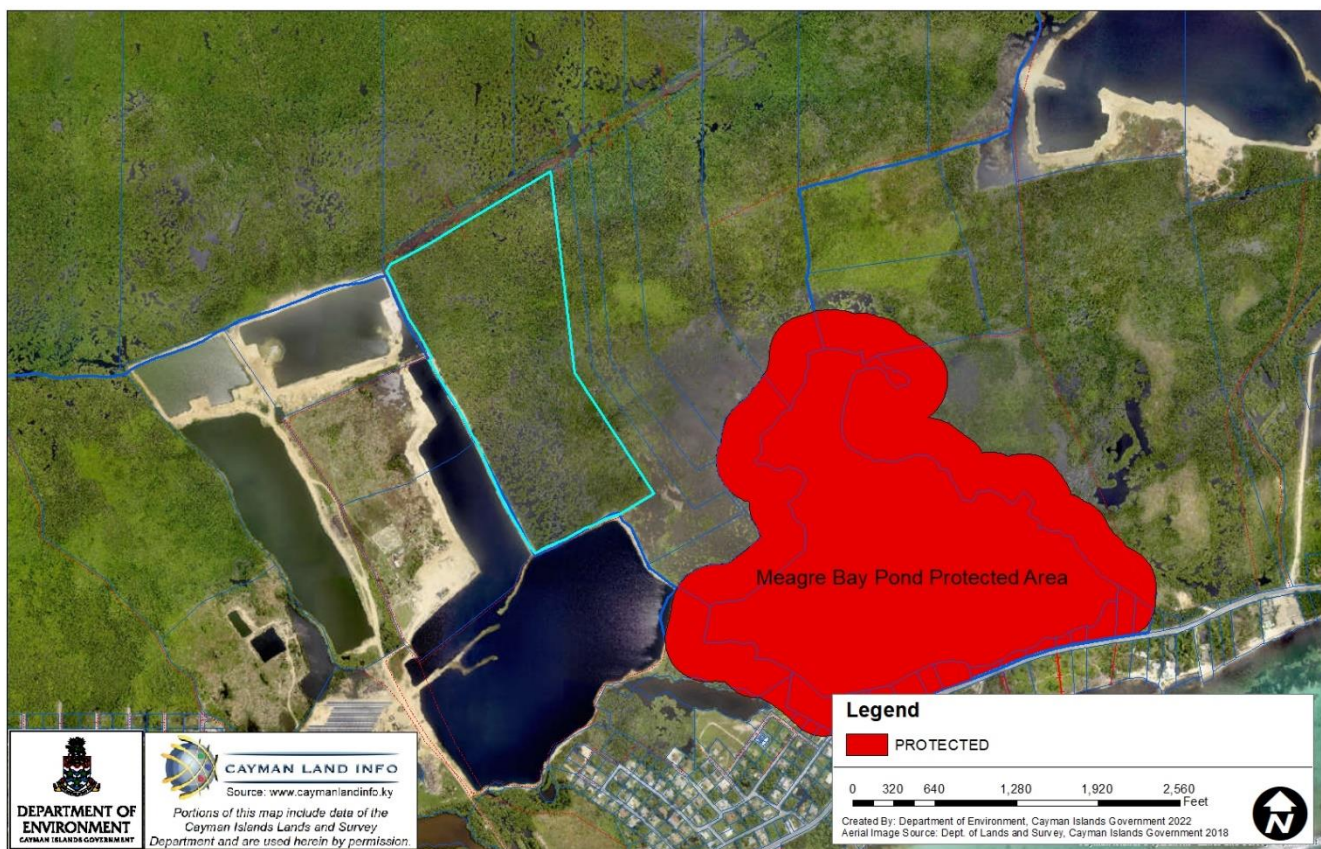 Meagre Bay Pond Protected Area
Legend
PROTECTED
0 320 640 1,280 1,920 2,560
Feet
Created By: Department of Environment, Cayman Islands Government 2022
Aerial Image Source: Dept. of Lands and Survey, Cayman Islands Government 2018
N
DEPARTMENT OF
ENVIRONMENT
CAYMAN ISLANDS GOVERNMENT
CAYMAN LAND INFO
Source: www.caymanlandinfo.ky
Portions of this map include data of the
Cayman Islands Lands and Survey
Department and are used herein by permission.